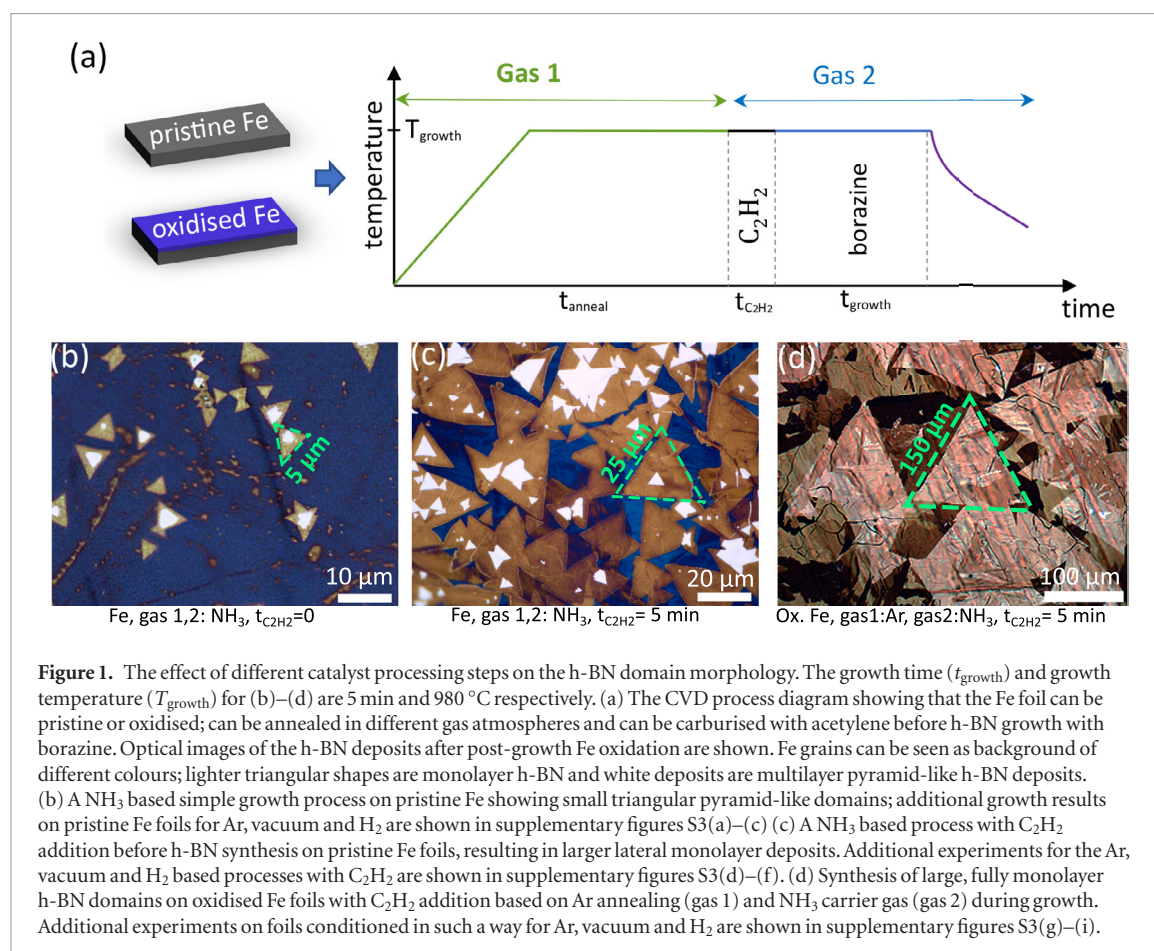 (a)
pristine Fe
oxidised Fe
Gas 1
Gas 2
temperature
T_growth
C₂H₂
borazine
t_anneal
t_C2H2
t_growth
time
(b)
5 µm
10 µm
Fe, gas 1,2: NH₃, t_C2H2=0
(c)
25 µm
20 µm
Fe, gas 1,2: NH₃, t_C2H2= 5 min
(d)
150 µm
100 µm
Ox. Fe, gas1:Ar, gas2:NH₃, t_C2H2= 5 min
Figure 1. The effect of different catalyst processing steps on the h-BN domain morphology. The growth time (t_growth) and growth
temperature (T_growth) for (b)–(d) are 5 min and 980 °C respectively. (a) The CVD process diagram showing that the Fe foil can be
pristine or oxidised; can be annealed in different gas atmospheres and can be carburised with acetylene before h-BN growth with
borazine. Optical images of the h-BN deposits after post-growth Fe oxidation are shown. Fe grains can be seen as background of
different colours; lighter triangular shapes are monolayer h-BN and white deposits are multilayer pyramid-like h-BN deposits.
(b) A NH₃ based simple growth process on pristine Fe showing small triangular pyramid-like domains; additional growth results
on pristine Fe foils for Ar, vacuum and H₂ are shown in supplementary figures S3(a)–(c) (c) A NH₃ based process with C₂H₂
addition before h-BN synthesis on pristine Fe foils, resulting in larger lateral monolayer deposits. Additional experiments for the Ar,
vacuum and H₂ based processes with C₂H₂ are shown in supplementary figures S3(d)–(f). (d) Synthesis of large, fully monolayer
h-BN domains on oxidised Fe foils with C₂H₂ addition based on Ar annealing (gas 1) and NH₃ carrier gas (gas 2) during growth.
Additional experiments on foils conditioned in such a way for Ar, vacuum and H₂ are shown in supplementary figures S3(g)–(i).